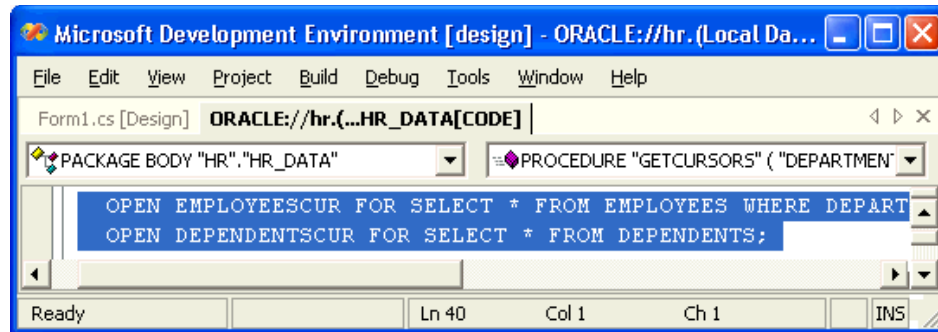 Microsoft Development Environment [design] - ORACLE://hr.(Local Da...
File Edit View Project Build Debug Tools Window Help
Form1.cs [Design] ORACLE://hr.(...HR_DATA[CODE]
PACKAGE BODY "HR"."HR_DATA" PROCEDURE "GETCURSORS" ( "DEPARTMEN
OPEN EMPLOYEESCUR FOR SELECT * FROM EMPLOYEES WHERE DEPART
OPEN DEPENDENTSCUR FOR SELECT * FROM DEPENDENTS;
Ready Ln 40 Col 1 Ch 1 INS